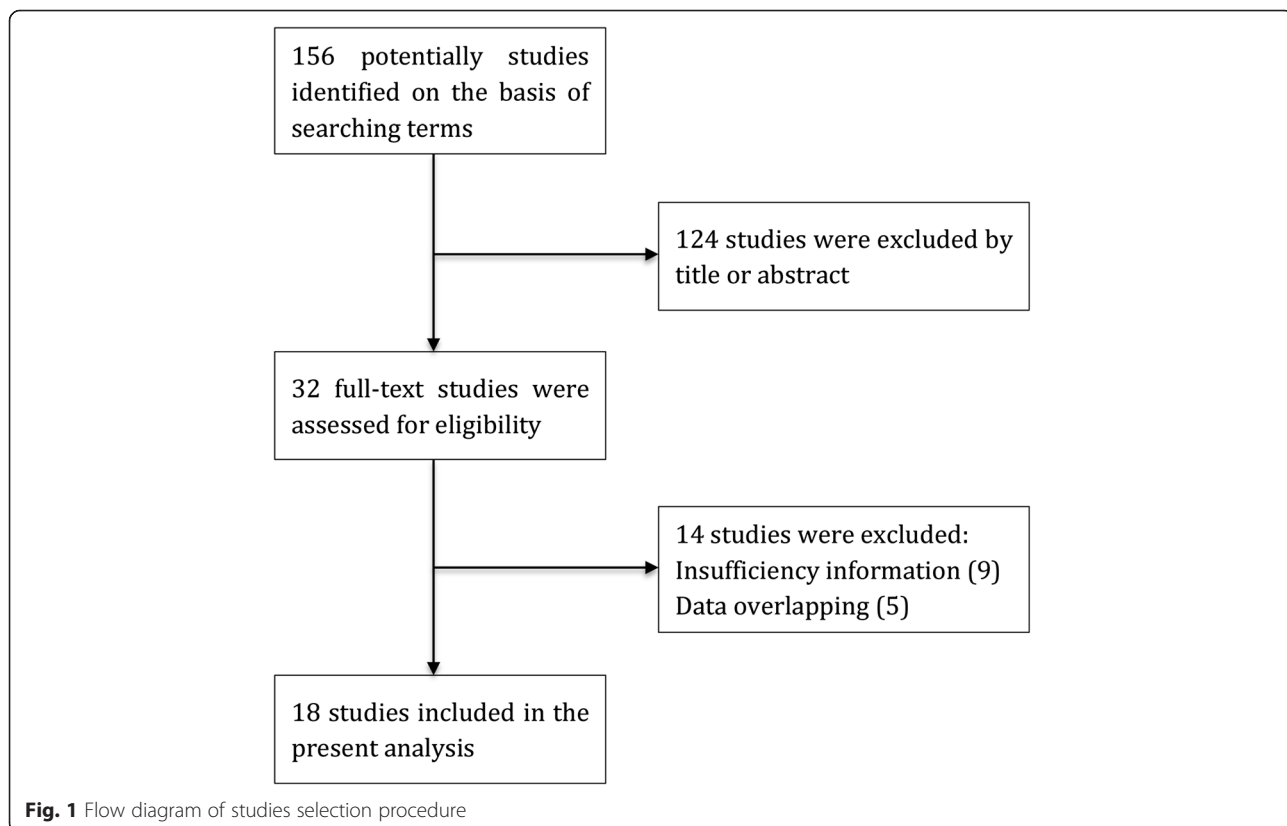 156 potentially studies
identified on the basis of
searching terms
124 studies were excluded by
title or abstract
32 full-text studies were
assessed for eligibility
14 studies were excluded:
Insufficiency information (9)
Data overlapping (5)
18 studies included in the
present analysis
Fig. 1 Flow diagram of studies selection procedure